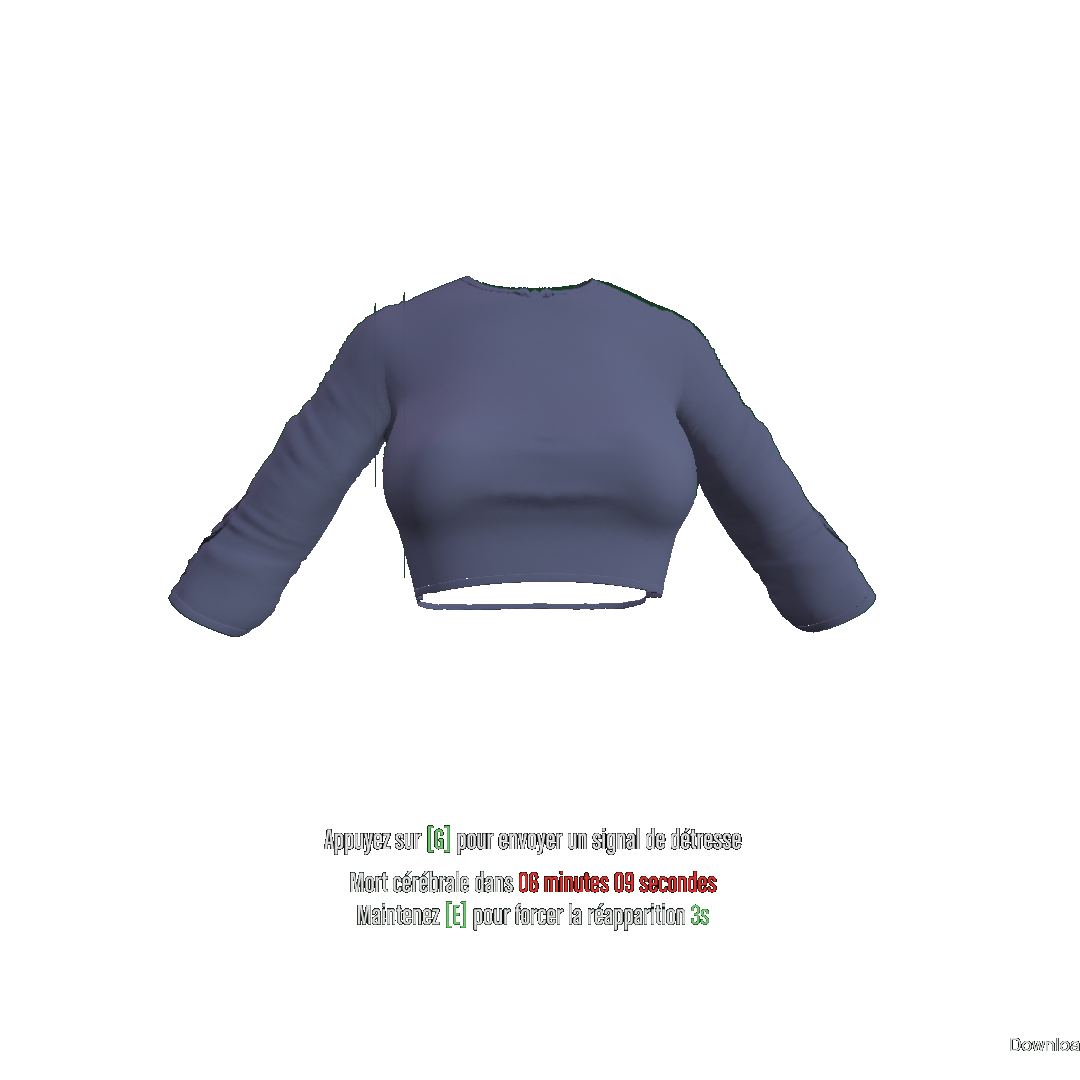 Appuyez sur [G] pour envoyer un signal de détresse
Mort cérébrale dans 06 minutes 09 secondes
Maintenez [E] pour forcer la réapparition 3s
Downloa